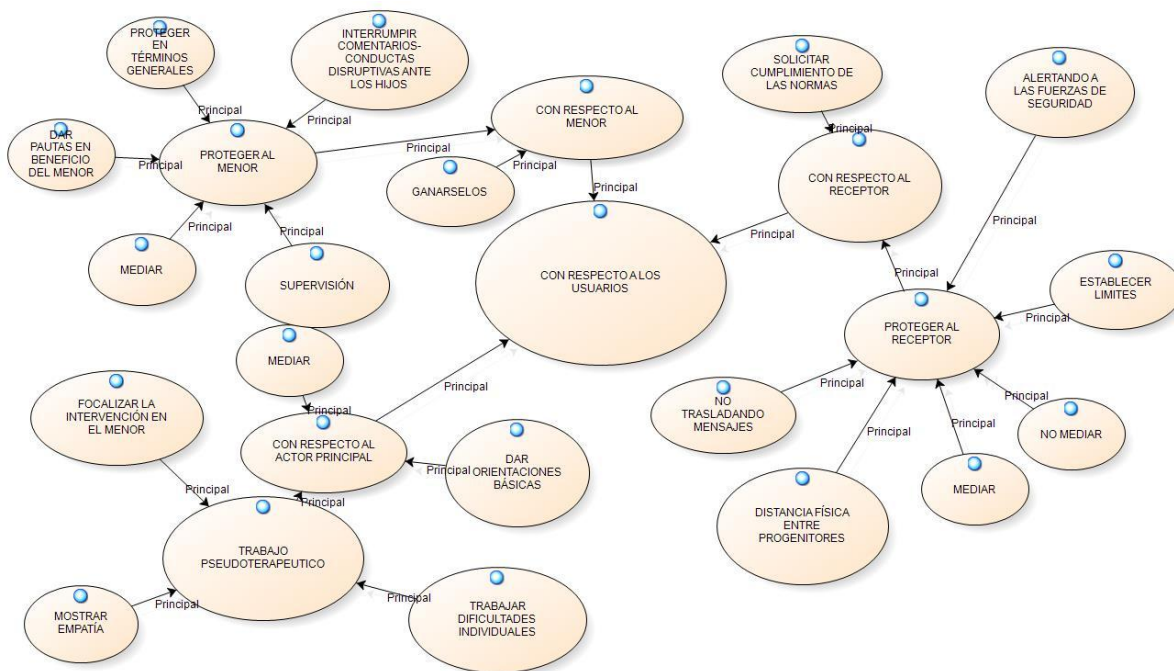 PROTEGER
EN
TÉRMINOS
GENERALES
INTERRUMPIR
COMENTARIOS-
CONDUCTAS
DISRUPTIVAS ANTE
LOS HIJOS
SOLICITAR
CUMPLIMIENTO DE
LAS NORMAS
ALERTANDO A
LAS FUERZAS DE
SEGURIDAD
Principal
Principal
CON RESPECTO AL
MENOR
Principal
DAR
PAUTAS EN
BENEFICIO
DEL MENOR
Principal
PROTEGER AL
MENOR
Principal
Principal
GANARSELOS
Principal
CON RESPECTO AL
RECEPTOR
Principal
Principal
Principal
Principal
MEDIAR
SUPERVISIÓN
CON RESPECTO A LOS
USUARIOS
Principal
ESTABLECER
LIMITES
Principal
PROTEGER AL
RECEPTOR
MEDIAR
Principal
Principal
Principal
FOCALIZAR LA
INTERVENCIÓN EN
EL MENOR
NO
TRASLADANDO
MENSAJES
Principal
Principal
Principal
NO MEDIAR
CON RESPECTO AL
ACTOR PRINCIPAL
Principal
DAR
ORIENTACIONES
BÁSICAS
MEDIAR
Principal
Principal
DISTANCIA FÍSICA
ENTRE
PROGENITORES
TRABAJO
PSEUDOTERAPEUTICO
MOSTRAR
EMPATÍA
Principal
Principal
TRABAJAR
DIFICULTADES
INDIVIDUALES